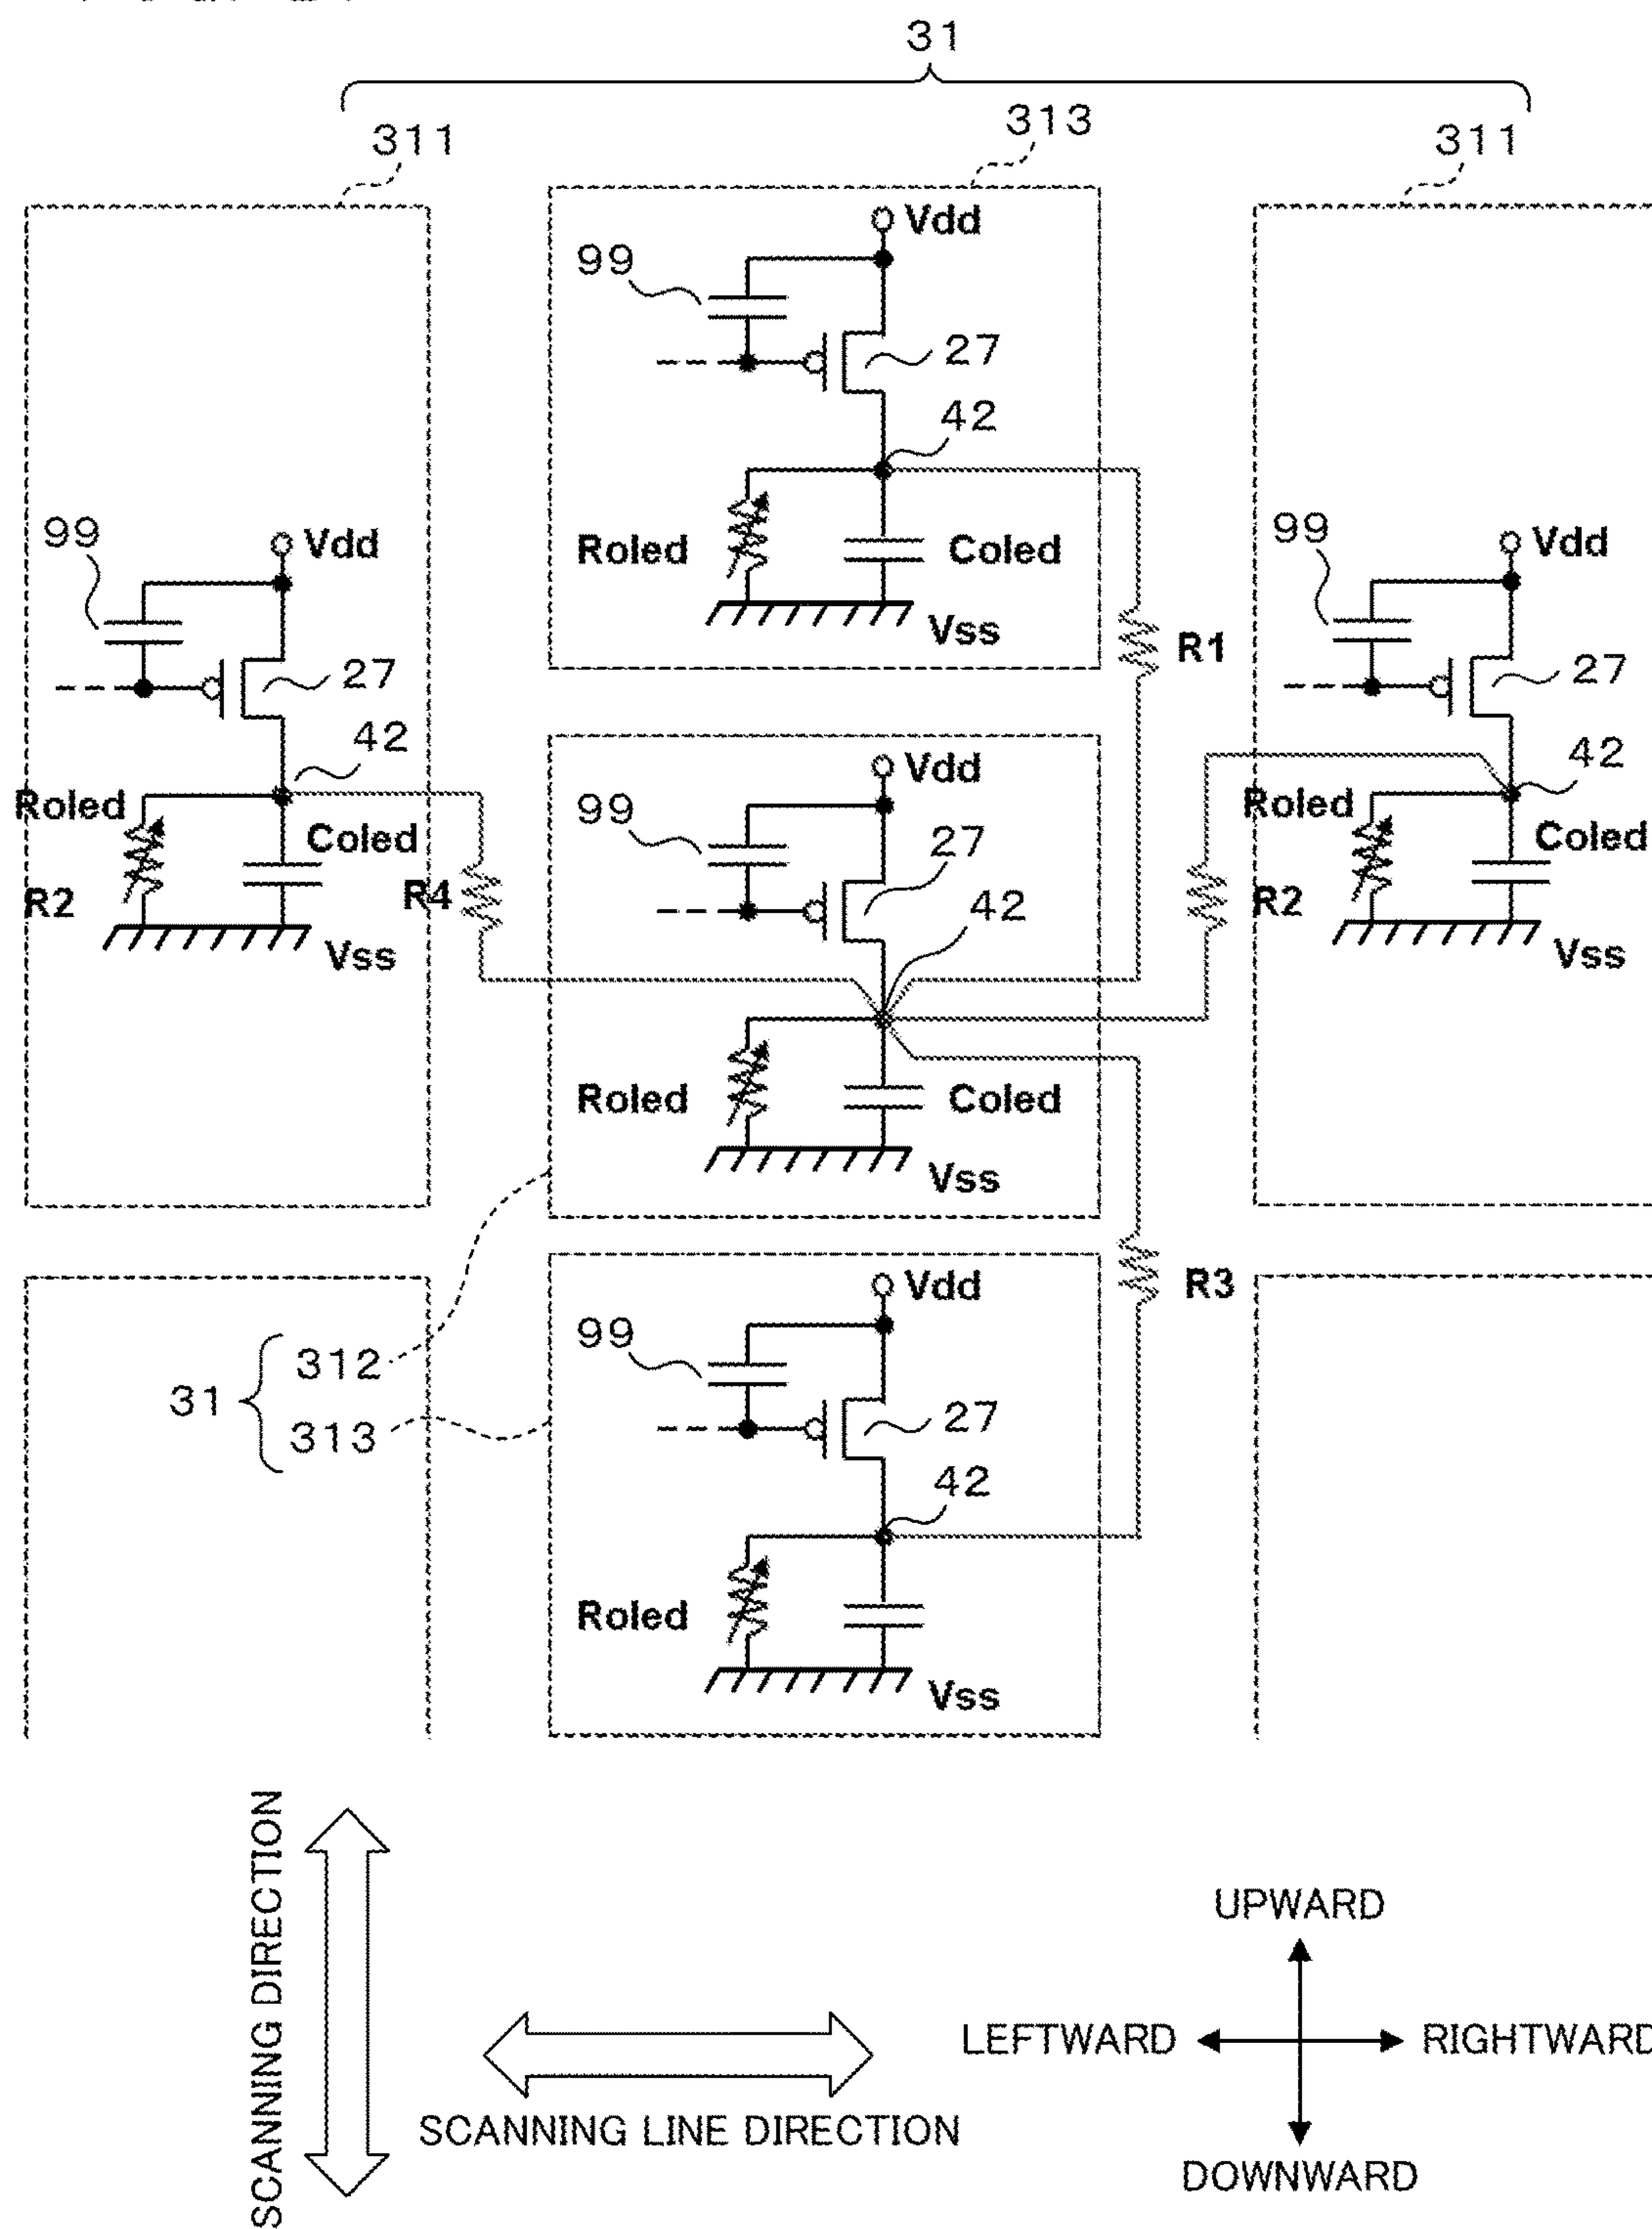 31
311
313
311
Vdd
99
27
42
Roled
Coled
Vss
R1
99
Vdd
27
42
Roled
Coled
R2
Vss
R4
99
Vdd
27
42
Roled
Coled
Vss
R2
99
Vdd
27
42
Roled
Coled
Vss
R3
31
312
313
99
Vdd
27
42
Roled
Vss
SCANNING DIRECTION
SCANNING LINE DIRECTION
UPWARD
LEFTWARD
RIGHTWARD
DOWNWARD